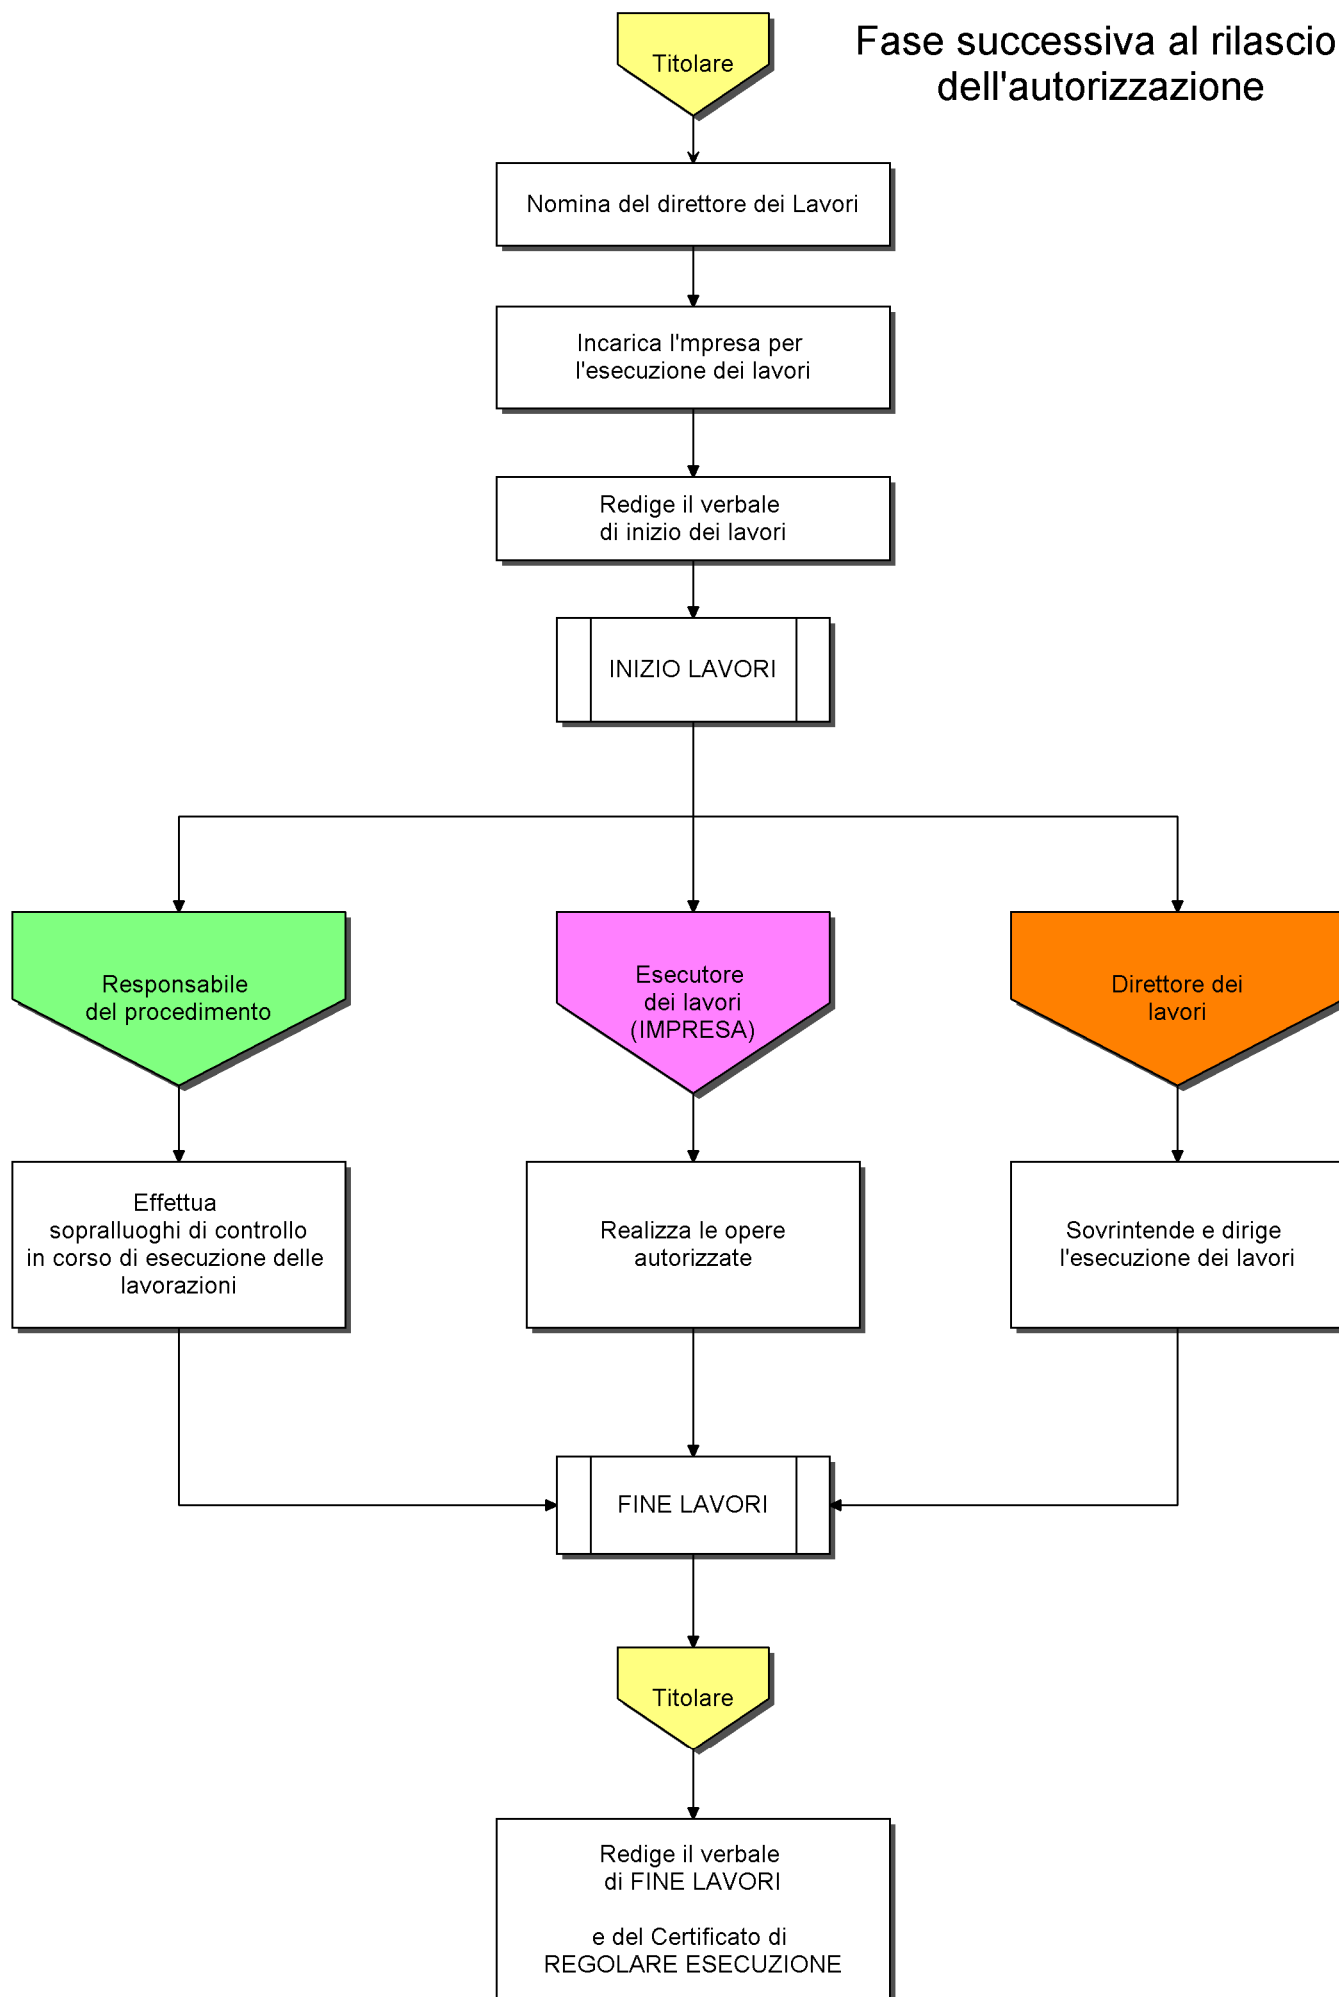 Fase successiva al rilascio
dell'autorizzazione
Titolare
Nomina del direttore dei Lavori
Incarica l'mpresa per
l'esecuzione dei lavori
Redige il verbale
di inizio dei lavori
INIZIO LAVORI
Responsabile
del procedimento
Esecutore
dei lavori
(IMPRESA)
Direttore dei
lavori
Effettua
sopralluoghi di controllo
in corso di esecuzione delle
lavorazioni
Realizza le opere
autorizzate
Sovrintende e dirige
l'esecuzione dei lavori
FINE LAVORI
Titolare
Redige il verbale
di FINE LAVORI
e del Certificato di
REGOLARE ESECUZIONE